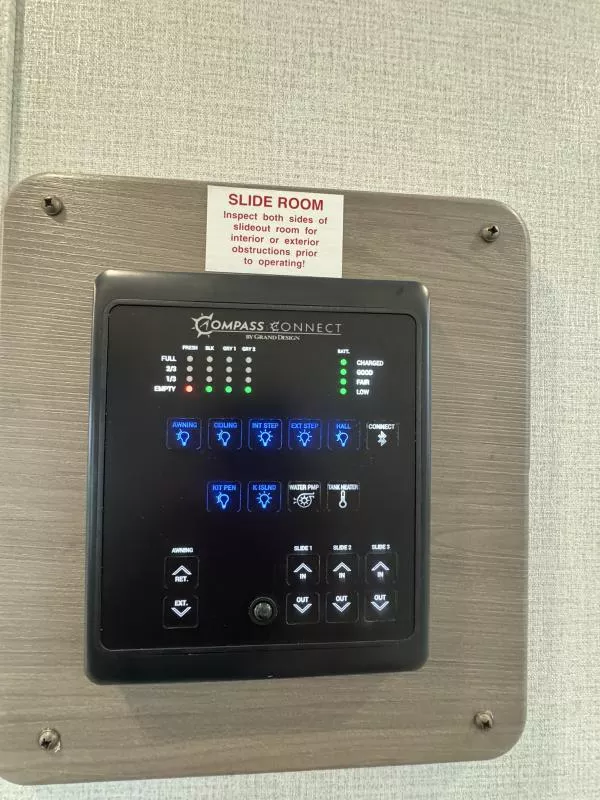 SLIDE ROOM
Inspect both sides of
slideout room for
interior or exterior
obstructions prior
to operating!
COMPASS CONNECT
BY GRAND DESIGN
FRESH BLK GRY 1 GRY 2 BATT.
FULL CHARGED
2/3 GOOD
1/3 FAIR
EMPTY LOW
AWNING CEILING INT STEP EXT STEP HALL CONNECT
KIT PEN K ISLND WATER PMP TANK HEATER
AWNING SLIDE 1 SLIDE 2 SLIDE 3
RET. IN IN IN
EXT. OUT OUT OUT